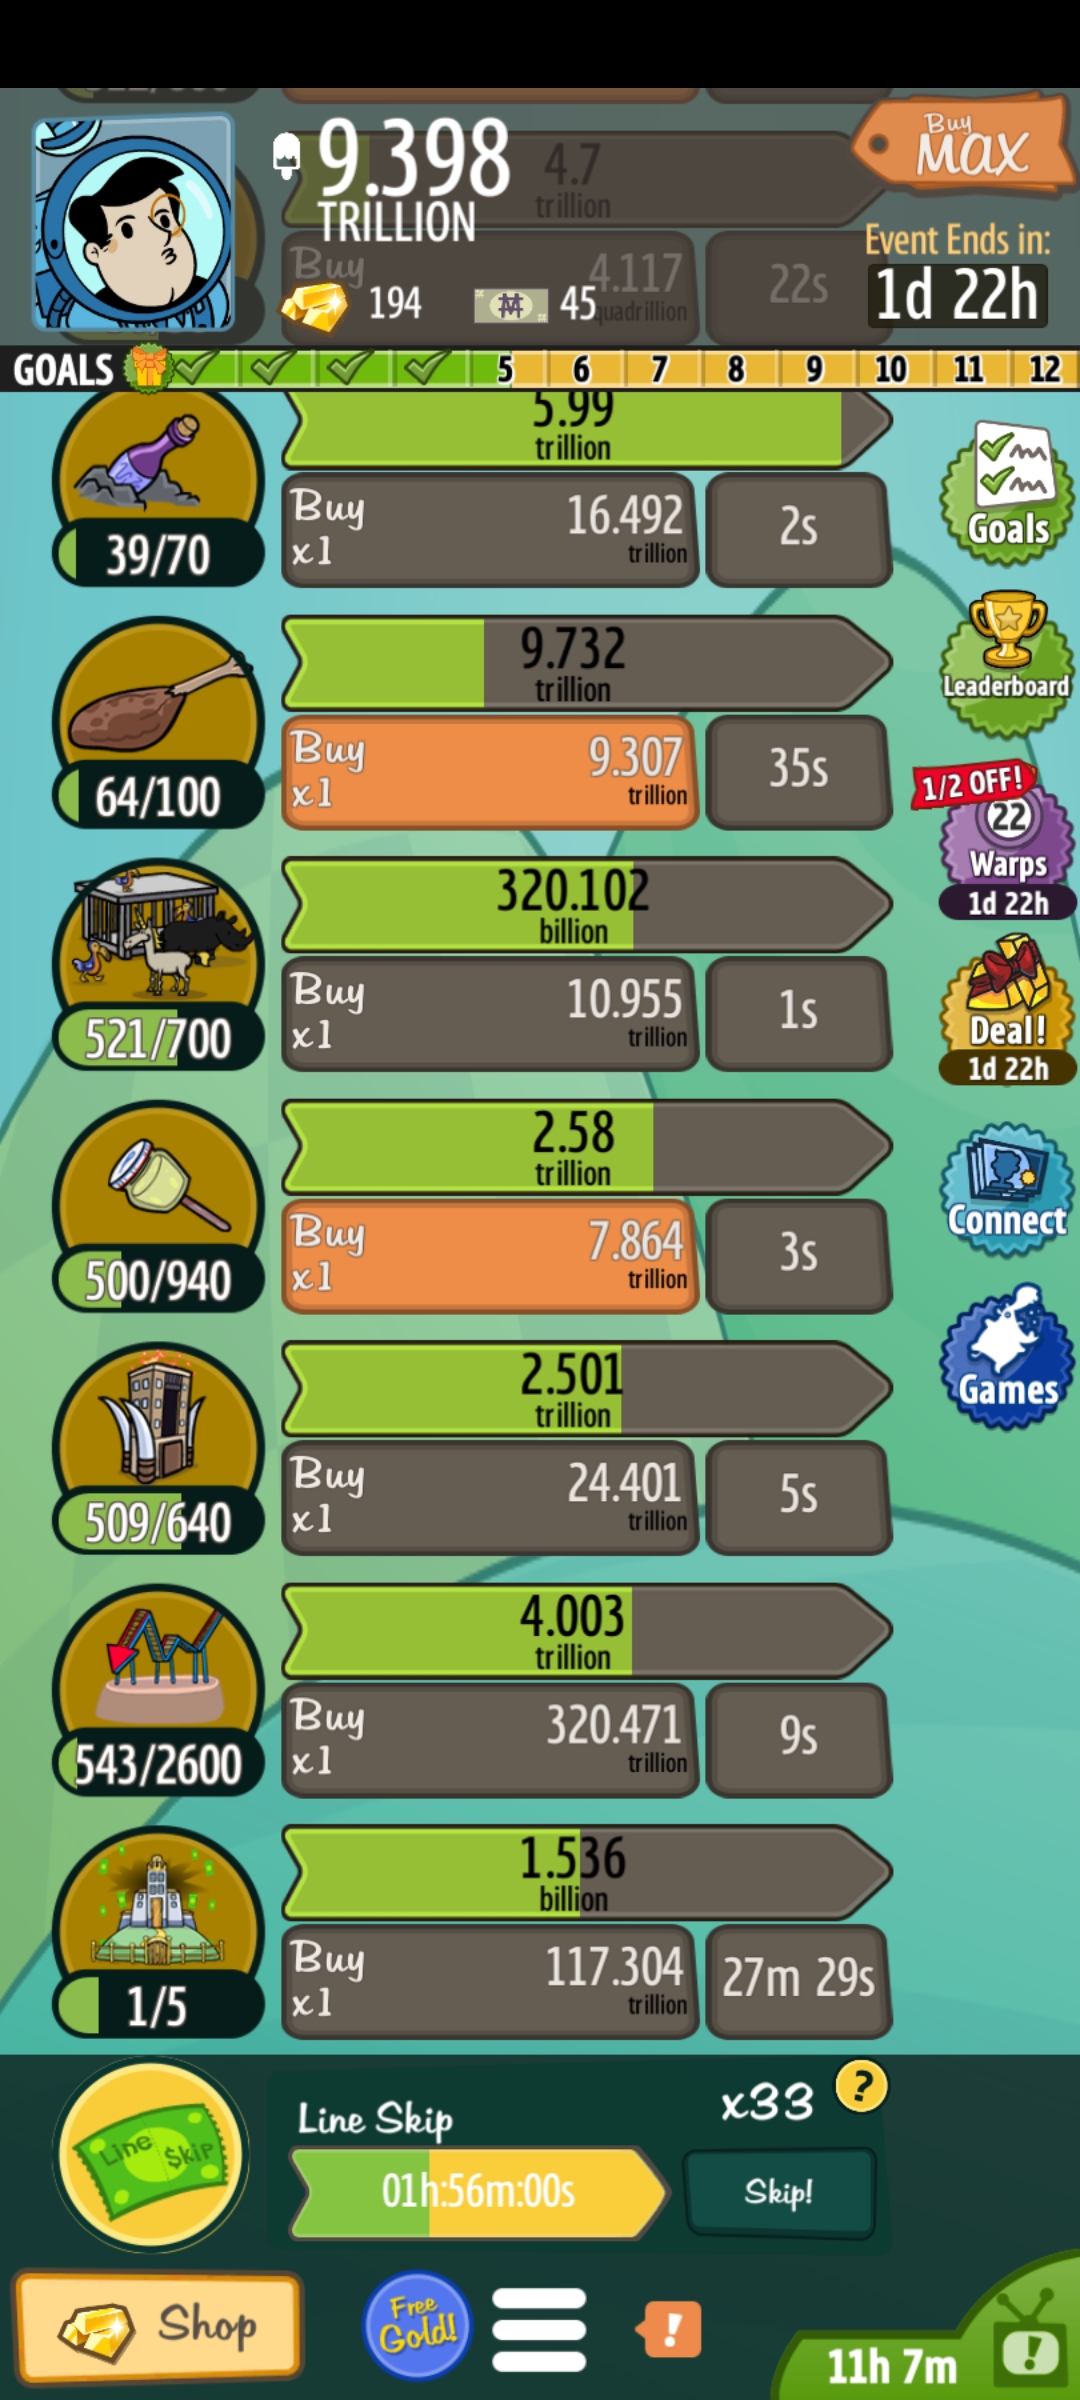 9.398
TRILLION
4.7
trillion
Buy
MAX
Buy
4.117
quadrillion
22s
194
45
Event Ends in:
1d 22h
GOALS
5 6 7 8 9 10 11 12
5.99
trillion
39/70
Buy
x1
16.492
trillion
2s
Goals
9.732
trillion
64/100
Buy
x1
9.307
trillion
35s
Leaderboard
1/2 OFF!
22
Warps
1d 22h
320.102
billion
521/700
Buy
x1
10.955
trillion
1s
Deal!
1d 22h
2.58
trillion
500/940
Buy
x1
7.864
trillion
3s
Connect
2.501
trillion
509/640
Buy
x1
24.401
trillion
5s
Games
4.003
trillion
543/2600
Buy
x1
320.471
trillion
9s
1.536
billion
1/5
Buy
x1
117.304
trillion
27m 29s
Line $kip
Line Skip
x33
?
01h:56m:00s
Skip!
Shop
Free
Gold!
!
11h 7m
!